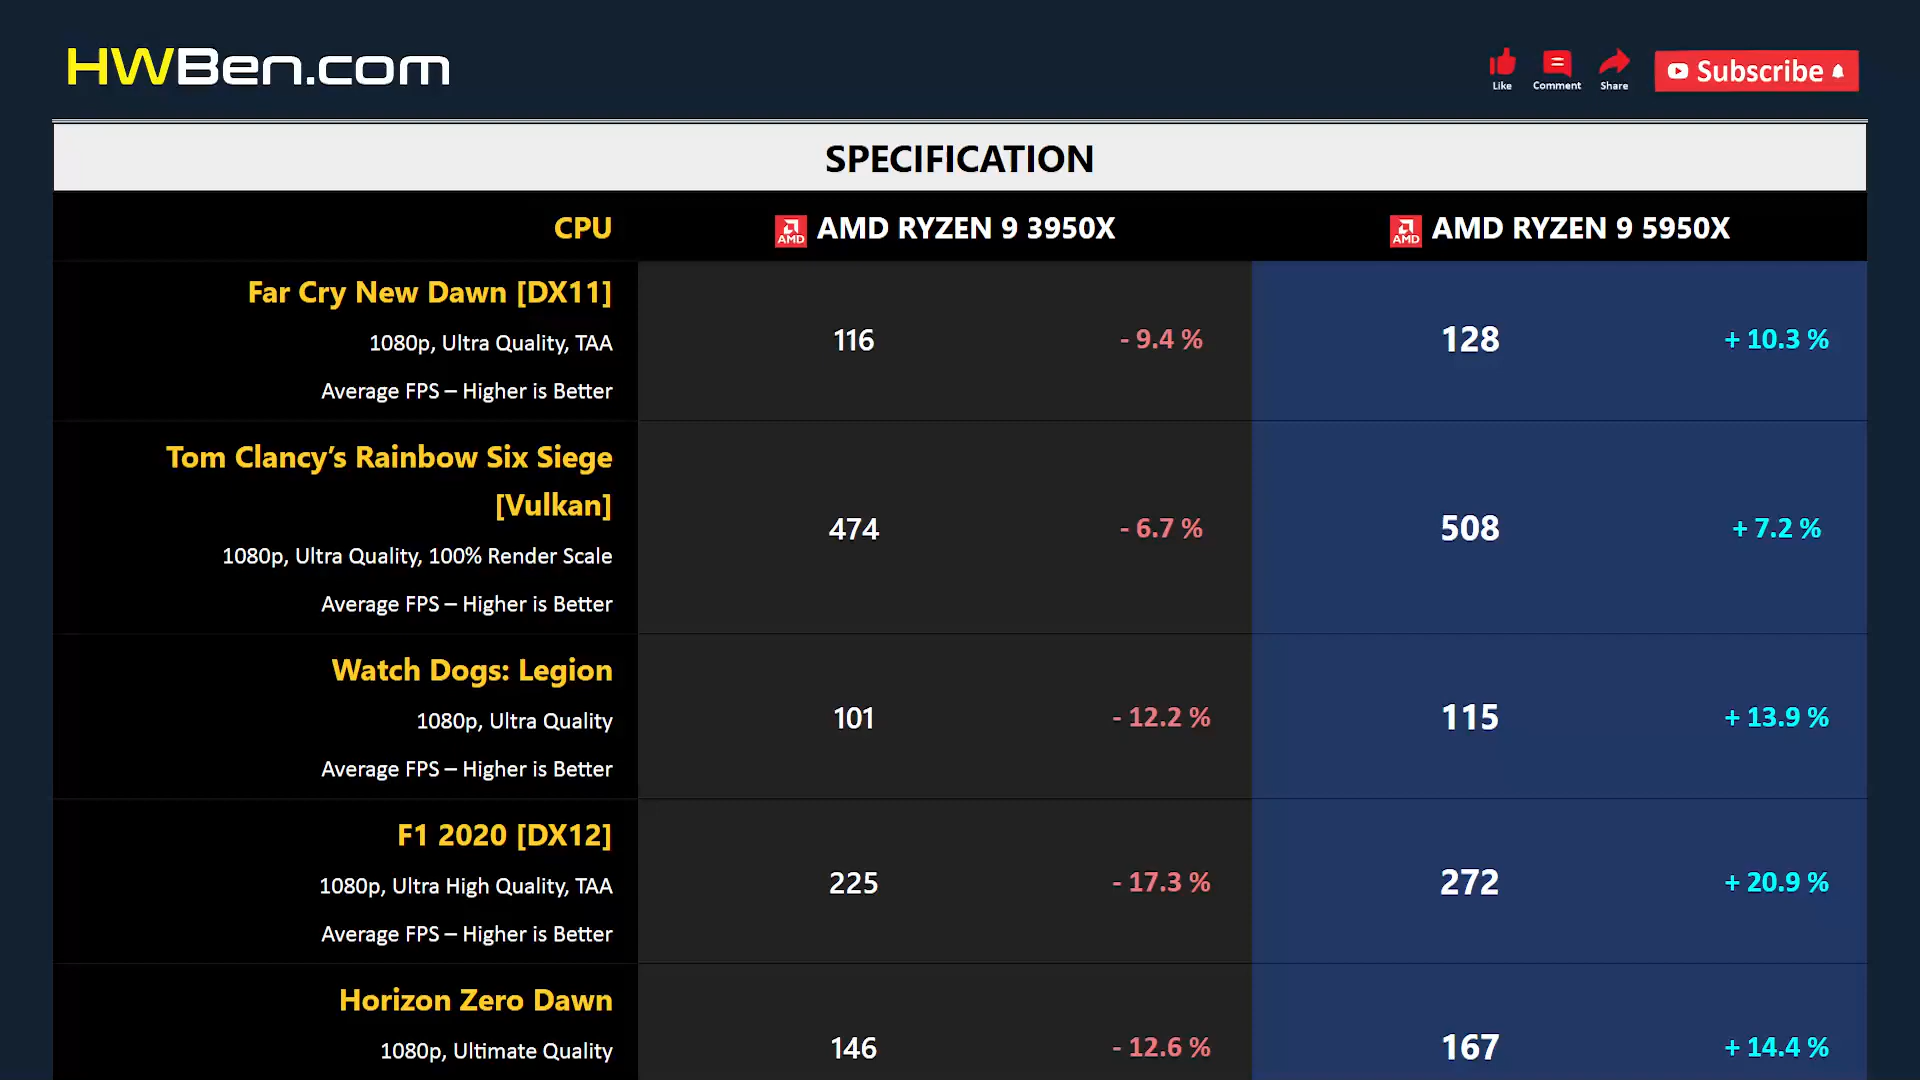 HWBen.com
Like
Comment
Share
Subscribe
SPECIFICATION
CPU
AMD
AMD RYZEN 9 3950X
AMD
AMD RYZEN 9 5950X
Far Cry New Dawn [DX11]
1080p, Ultra Quality, TAA
Average FPS – Higher is Better
116
- 9.4 %
128
+ 10.3 %
Tom Clancy’s Rainbow Six Siege
[Vulkan]
1080p, Ultra Quality, 100% Render Scale
Average FPS – Higher is Better
474
- 6.7 %
508
+ 7.2 %
Watch Dogs: Legion
1080p, Ultra Quality
Average FPS – Higher is Better
101
- 12.2 %
115
+ 13.9 %
F1 2020 [DX12]
1080p, Ultra High Quality, TAA
Average FPS – Higher is Better
225
- 17.3 %
272
+ 20.9 %
Horizon Zero Dawn
1080p, Ultimate Quality
146
- 12.6 %
167
+ 14.4 %